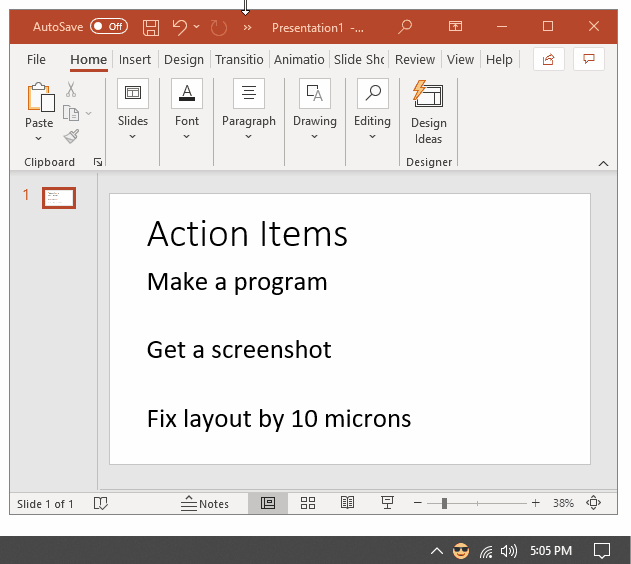 AutoSave Off Presentation1 -...
File Home Insert Design Transitio Animatio Slide Sho Review View Help
Paste Slides Font Paragraph Drawing Editing Design
Ideas
Clipboard Designer
1
Action Items
Make a program
Get a screenshot
Fix layout by 10 microns
Slide 1 of 1 Notes 38%
5:05 PM